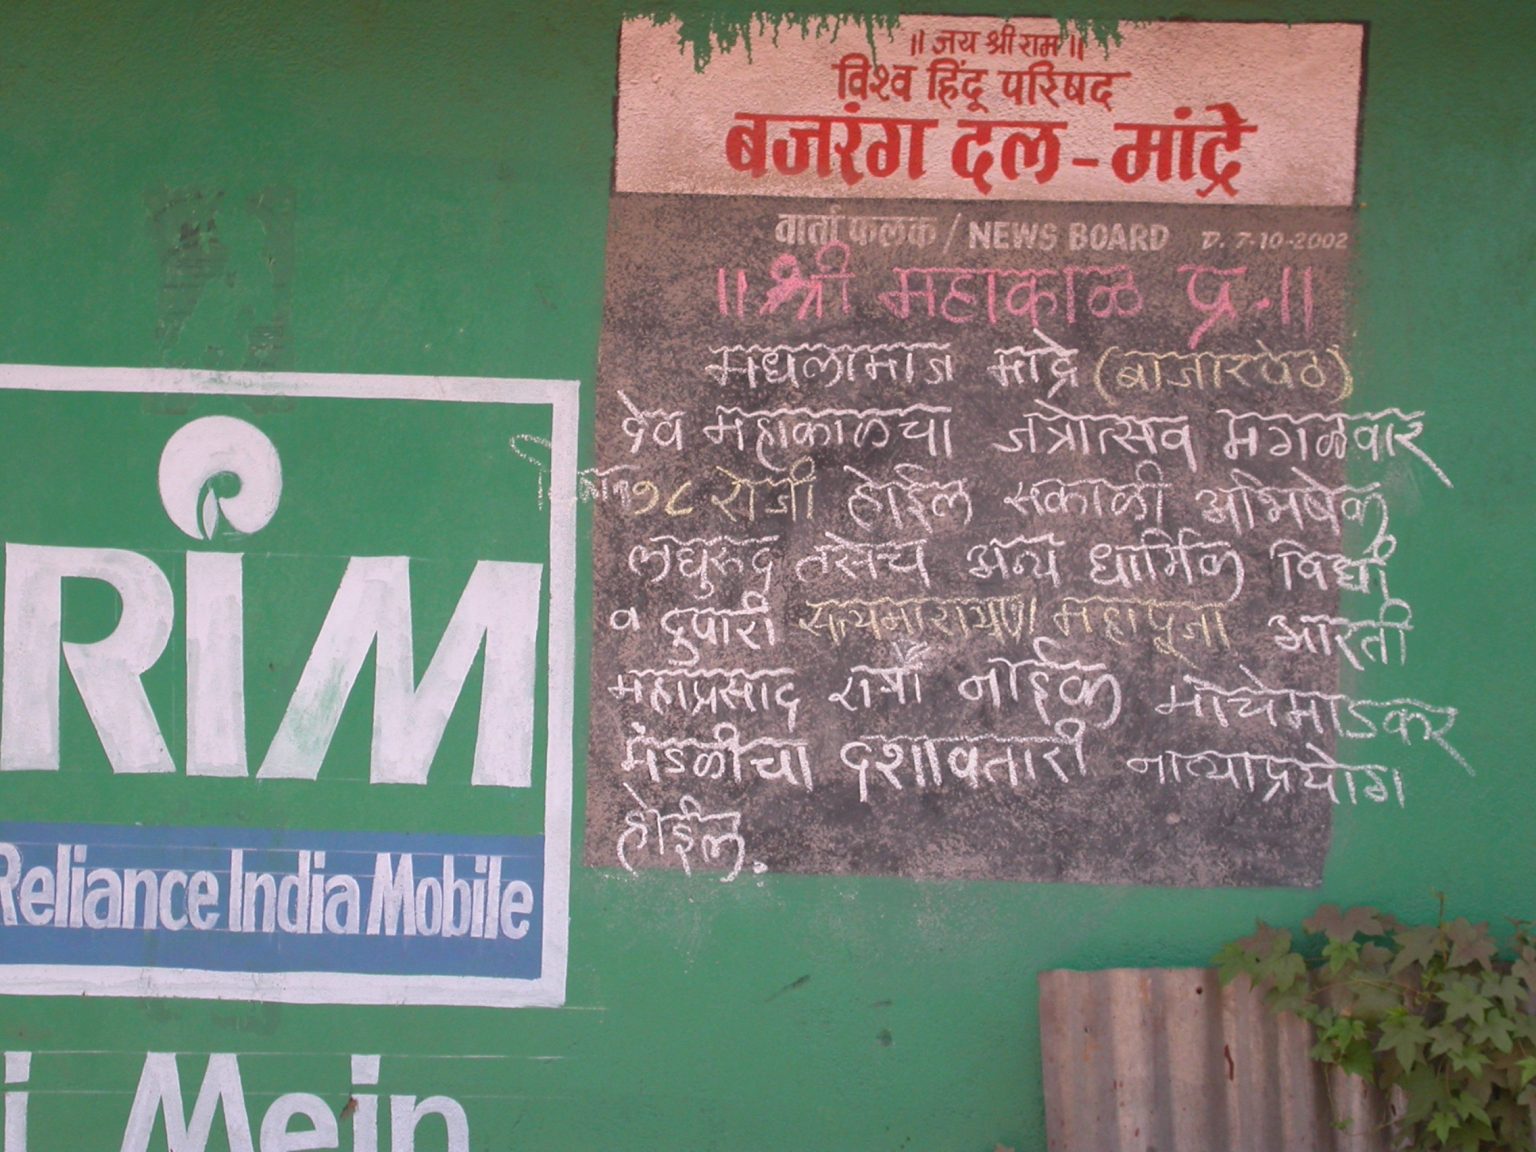 ॥ जय श्रीराम ॥
विश्व हिंदू परिषद
बजरंग दल - मांद्रे
वार्ता फलक / NEWS BOARD D. 7-10-2002
॥ श्री महाकाळ प्र. ॥
मधलामाज मांद्रे (बाजारपेठ)
देव महाकाळचा जत्रोत्सव मगळवार
७८ रोजी होईल सकाळी अभिषेक
लघुरुद्र तसेच अन्य धार्मिक विधी
व दुपारी सत्यनारायण महापूजा आरती
महाप्रसाद रात्रौ नाईक मोचेमाडकर
मंडळीचा दशावतारी नाट्याप्रयोग
होईल.
RiM
Reliance India Mobile
i Mein